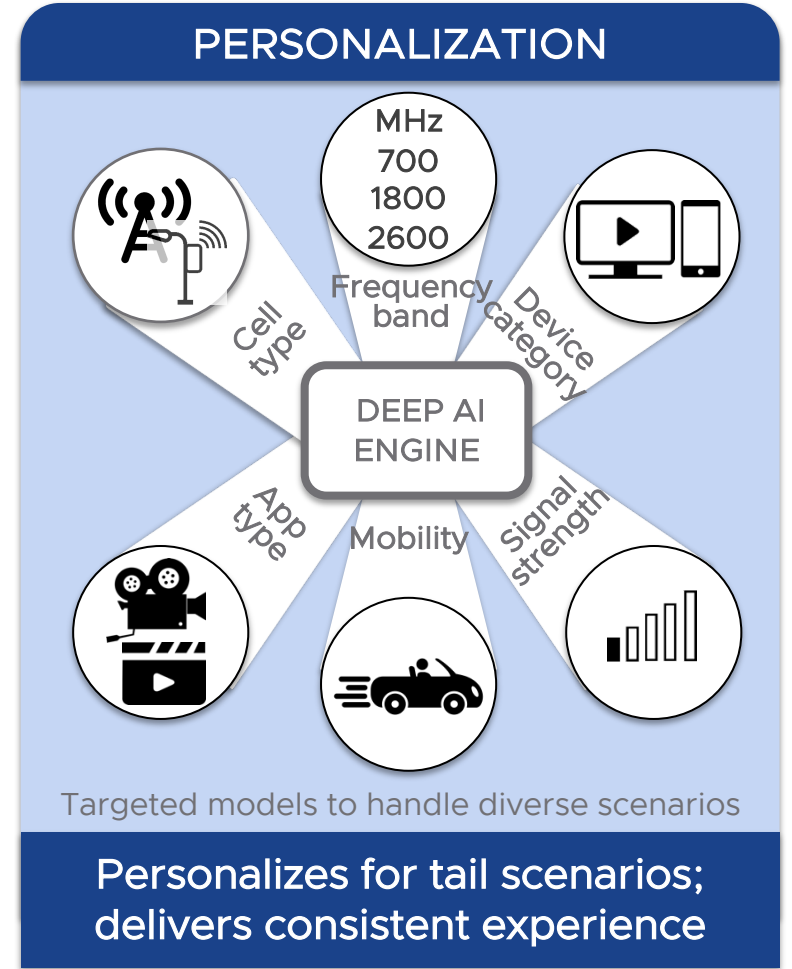 PERSONALIZATION
MHz
700
1800
2600
Frequency
band
Cell
type
Device
category
DEEP AI
ENGINE
App
type
Mobility
Signal
strength
Targeted models to handle diverse scenarios
Personalizes for tail scenarios;
delivers consistent experience